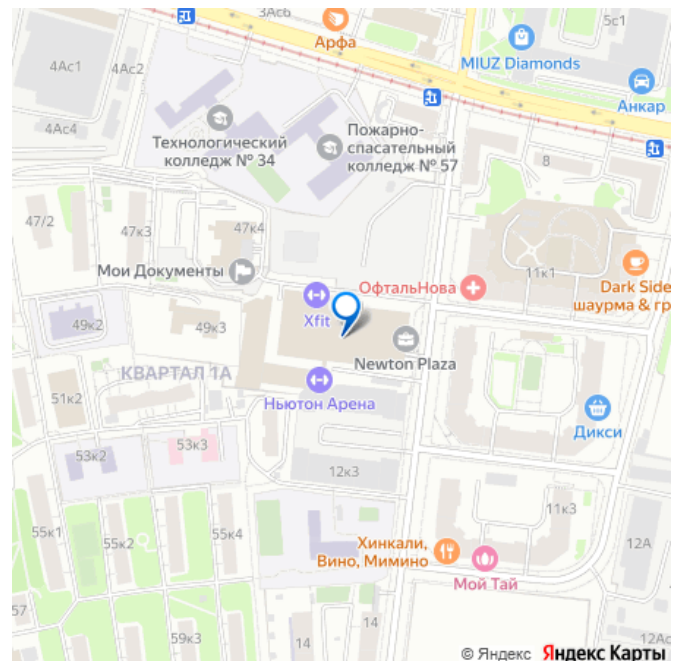 3Ас6
5с1
Арфа
MIUZ Diamonds
4Ас1
4Ас2
Анкар
4Ас4
Технологический
колледж № 34
Пожарно-
спасательный
колледж № 57
8
47/2
47к3
47к4
Мои Документы
ОфтальНова
11к1
Dark Side
шаурма & гр
Xfit
49к2
49к3
Newton Plaza
КВАРТАЛ 1А
Ньютон Арена
51к2
Дикси
53к3
53к2
12к3
11к3
55к1
55к2
55к4
Хинкали,
Вино, Мимино
12А
Мой Тай
57
59к3
14
14
12Ас
© Яндекс Яндекс Карты